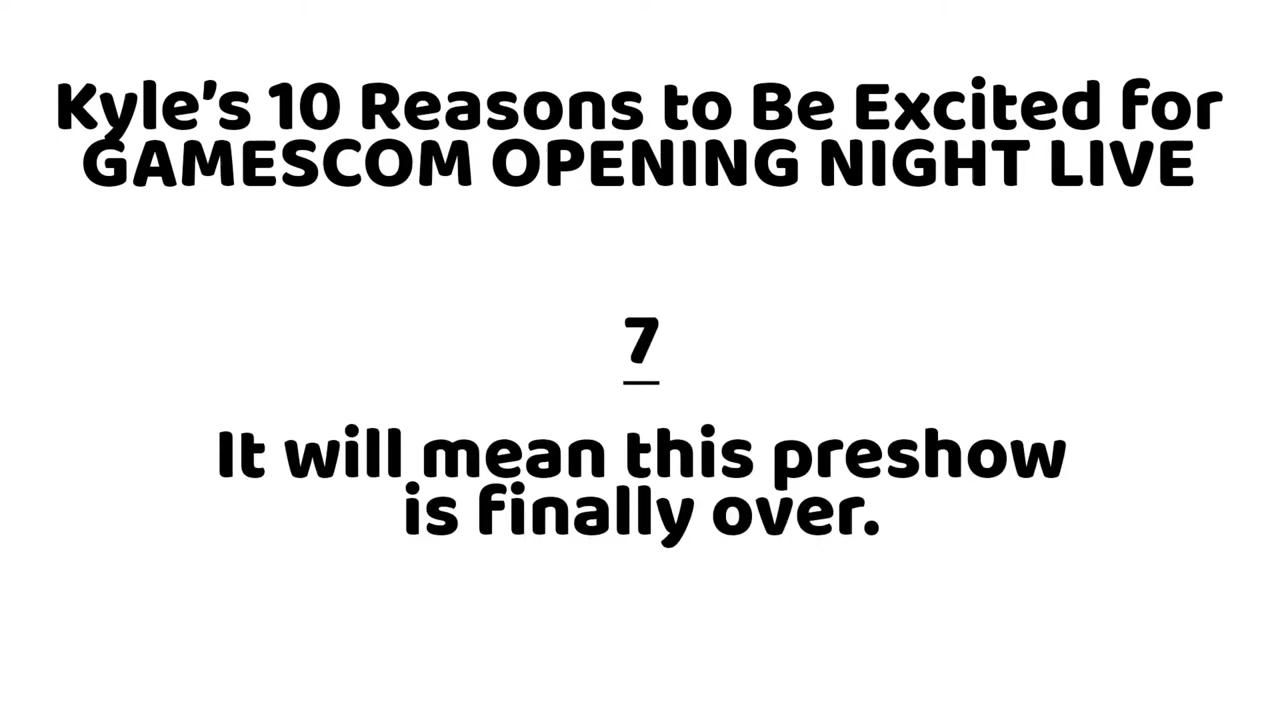 Kyle’s 10 Reasons to Be Excited for
GAMESCOM OPENING NIGHT LIVE
7
It will mean this preshow
is finally over.